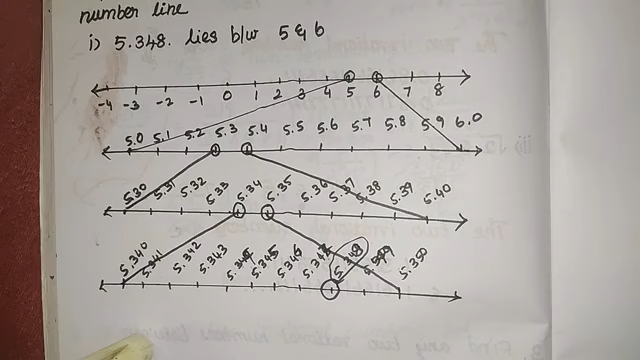 number line
i) 5.348. lies b/w 5 & 6
-4 -3 -2 -1 0 1 2 3 4 5 6 7 8
5.0 5.1 5.2 5.3 5.4 5.5 5.6 5.7 5.8 5.9 6.0
5.30 5.31 5.32 5.33 5.34 5.35 5.36 5.37 5.38 5.39 5.40
5.340 5.341 5.342 5.343 5.344 5.345 5.346 5.347 5.348 5.349 5.350